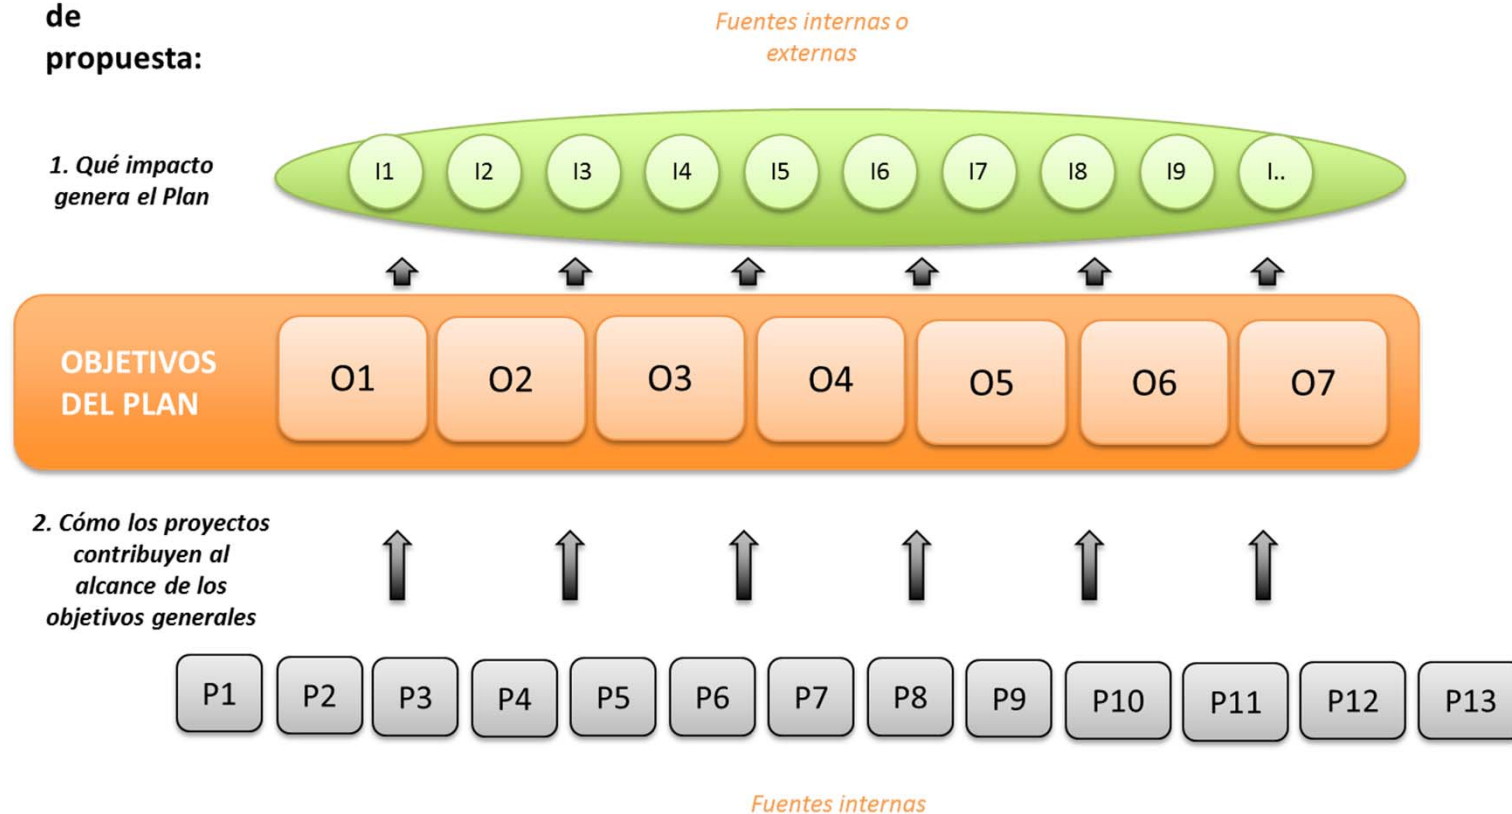 de
propuesta:
Fuentes internas o
externas
1. Qué impacto
genera el Plan
I1 I2 I3 I4 I5 I6 I7 I8 I9 I..
OBJETIVOS
DEL PLAN
O1 O2 O3 O4 O5 O6 O7
2. Cómo los proyectos
contribuyen al
alcance de los
objetivos generales
P1 P2 P3 P4 P5 P6 P7 P8 P9 P10 P11 P12 P13
Fuentes internas